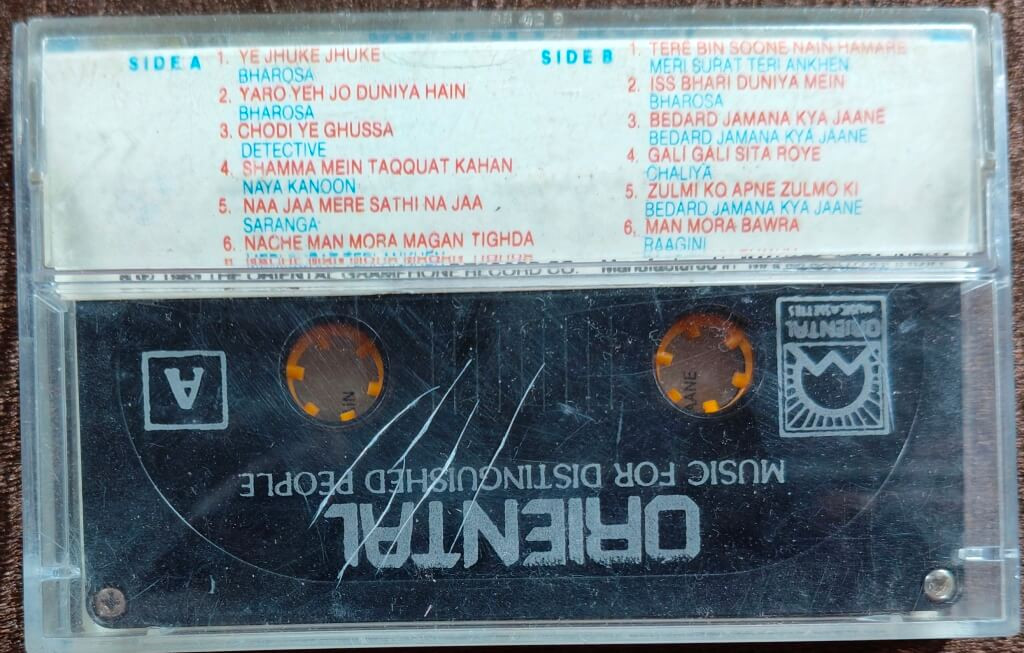 SIDE A
1. YE JHUKE JHUKE
BHAROSA
2. YARO YEH JO DUNIYA HAIN
BHAROSA
3. CHODI YE GHUSSA
DETECTIVE
4. SHAMMA MEIN TAQQUAT KAHAN
NAYA KANOON
5. NAA JAA MERE SATHI NA JAA
SARANGA
6. NACHE MAN MORA MAGAN TIGHDA
SIDE B
1. TERE BIN SOONE NAIN HAMARE
MERI SURAT TERI ANKHEN
2. ISS BHARI DUNIYA MEIN
BHAROSA
3. BEDARD JAMANA KYA JAANE
BEDARD JAMANA KYA JAANE
4. GALI GALI SITA ROYE
CHALIYA
5. ZULMI KO APNE ZULMO KI
BEDARD JAMANA KYA JAANE
6. MAN MORA BAWRA
RAAGINI
THE ORIENTAL GRAMPHONE RECORD CO.
A
AANE
ORIENTAL
MUSIC FOR DISTINGUISHED PEOPLE
ORIENTAL